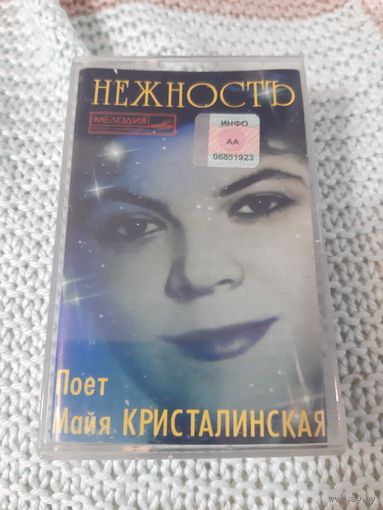 НЕЖНОСТЬ
МЕЛОДИЯ
ИНФО
АА
06851923
Поет
Майя КРИСТАЛИНСКАЯ